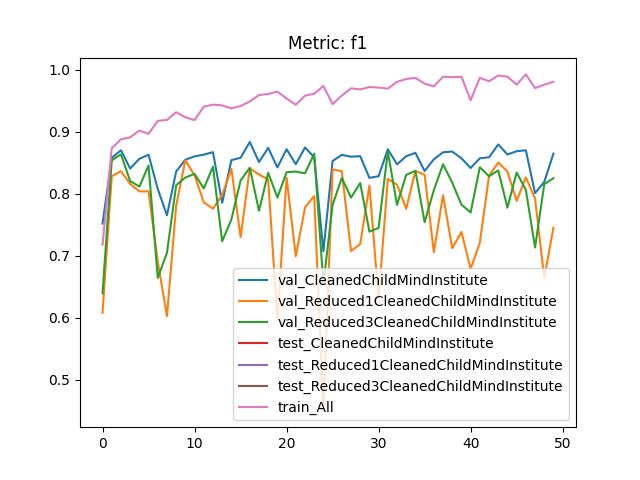 Metric: f1
1.0
0.9
0.8
0.7
0.6
0.5
val_CleanedChildMindInstitute
val_Reduced1CleanedChildMindInstitute
val_Reduced3CleanedChildMindInstitute
test_CleanedChildMindInstitute
test_Reduced1CleanedChildMindInstitute
test_Reduced3CleanedChildMindInstitute
train_All
0 10 20 30 40 50